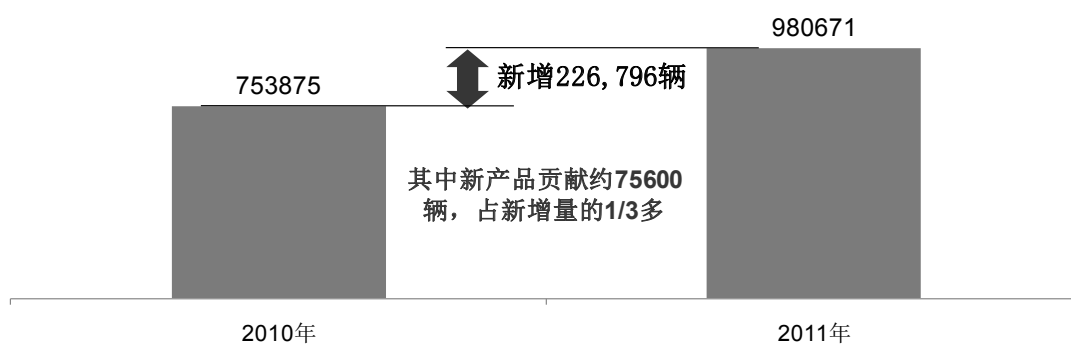 980671
753875
新增226,796辆
其中新产品贡献约75600
辆，占新增量的1/3多
2010年
2011年